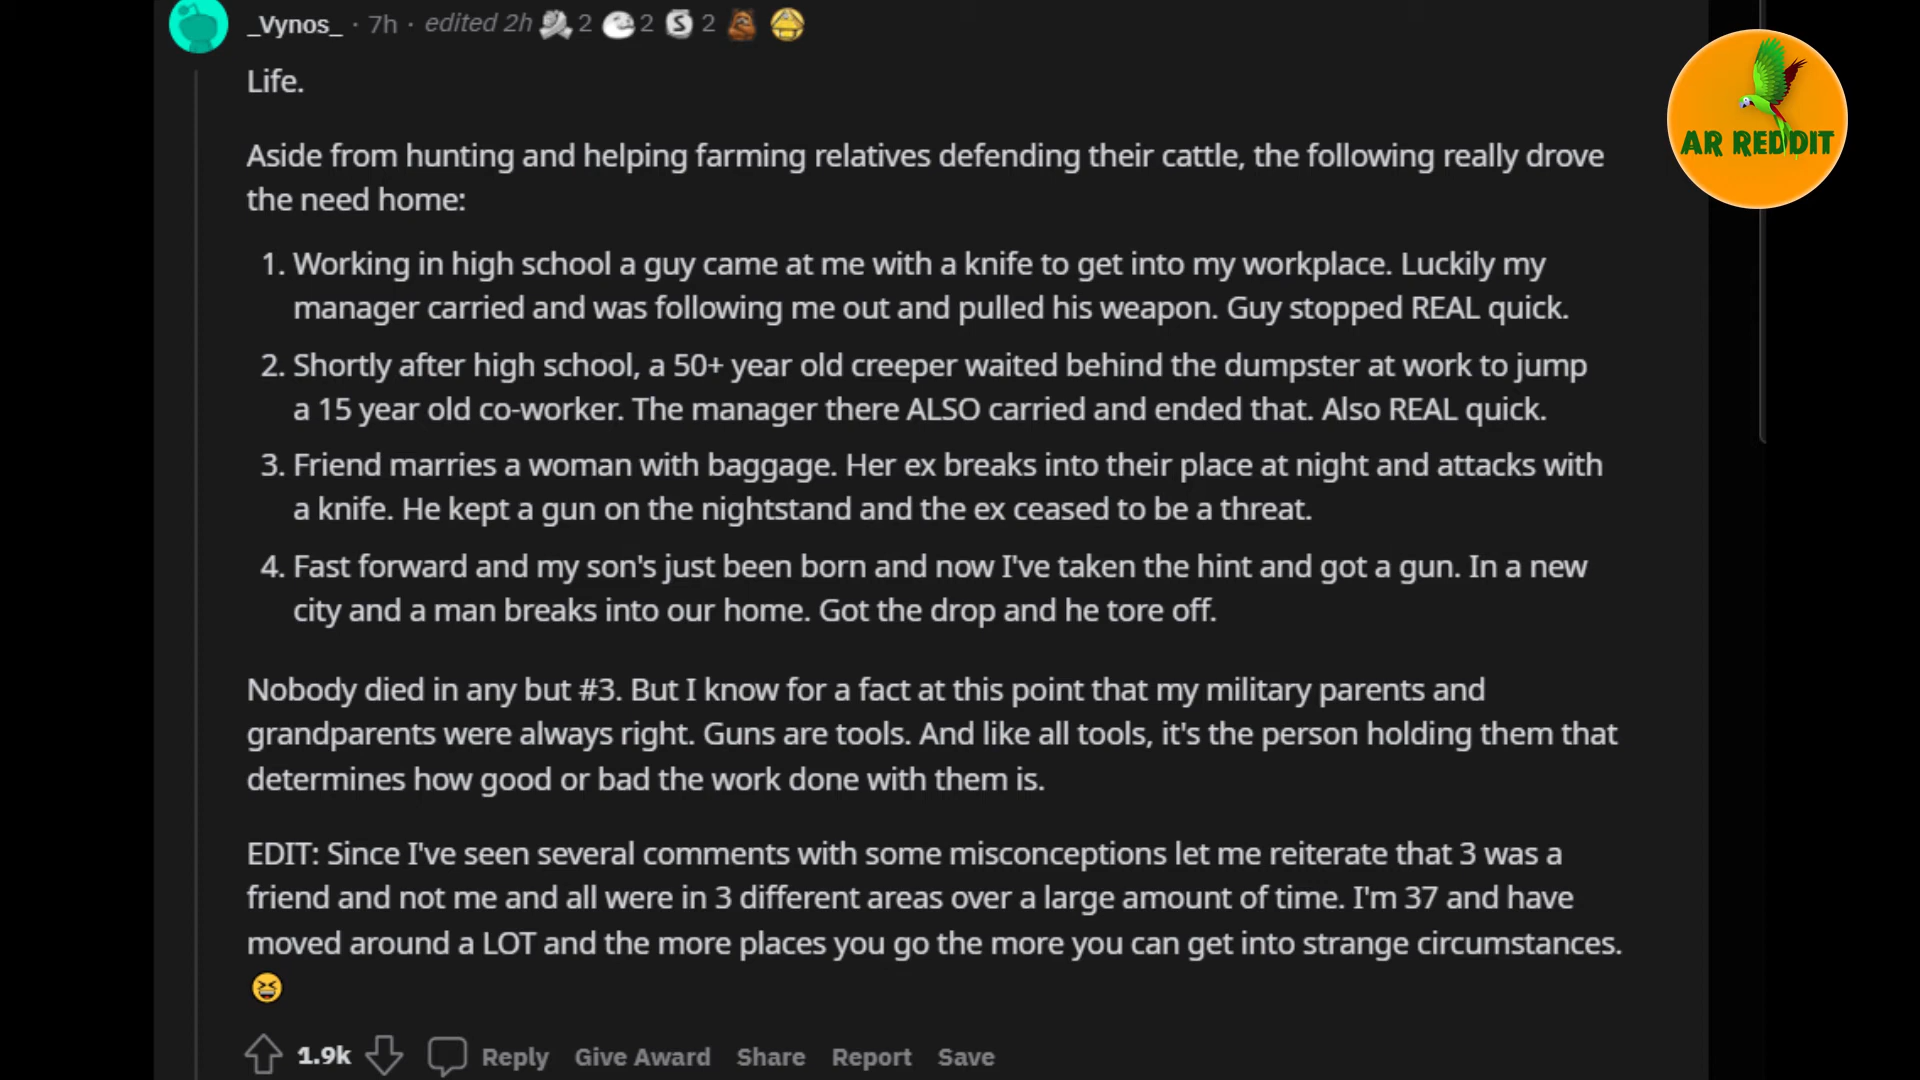 _Vynos_ · 7h · edited 2h 2 2 S 2
AR REDDIT
Life.
Aside from hunting and helping farming relatives defending their cattle, the following really drove
the need home:
1. Working in high school a guy came at me with a knife to get into my workplace. Luckily my
manager carried and was following me out and pulled his weapon. Guy stopped REAL quick.
2. Shortly after high school, a 50+ year old creeper waited behind the dumpster at work to jump
a 15 year old co-worker. The manager there ALSO carried and ended that. Also REAL quick.
3. Friend marries a woman with baggage. Her ex breaks into their place at night and attacks with
a knife. He kept a gun on the nightstand and the ex ceased to be a threat.
4. Fast forward and my son's just been born and now I've taken the hint and got a gun. In a new
city and a man breaks into our home. Got the drop and he tore off.
Nobody died in any but #3. But I know for a fact at this point that my military parents and
grandparents were always right. Guns are tools. And like all tools, it's the person holding them that
determines how good or bad the work done with them is.
EDIT: Since I've seen several comments with some misconceptions let me reiterate that 3 was a
friend and not me and all were in 3 different areas over a large amount of time. I'm 37 and have
moved around a LOT and the more places you go the more you can get into strange circumstances.
😆
1.9k Reply Give Award Share Report Save